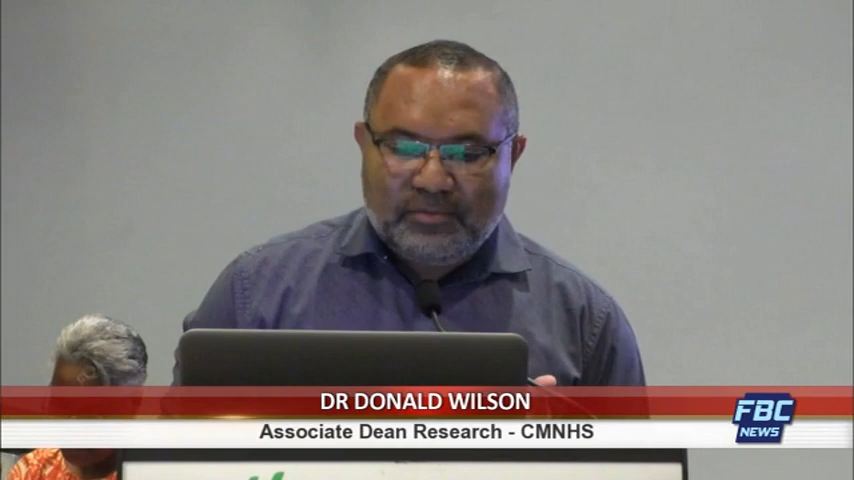 DR DONALD WILSON
FBC
NEWS
Associate Dean Research - CMNHS